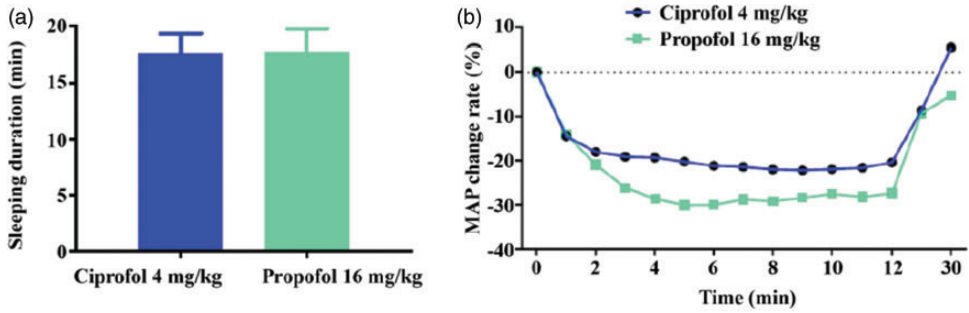 (a)
Sleeping duration (min)
20
15
10
5
0
Ciprofol 4 mg/kg
Propofol 16 mg/kg
(b)
Ciprofol 4 mg/kg
Propofol 16 mg/kg
MAP change rate (%)
10
0
-10
-20
-30
-40
0 2 4 6 8 10 12 30
Time (min)